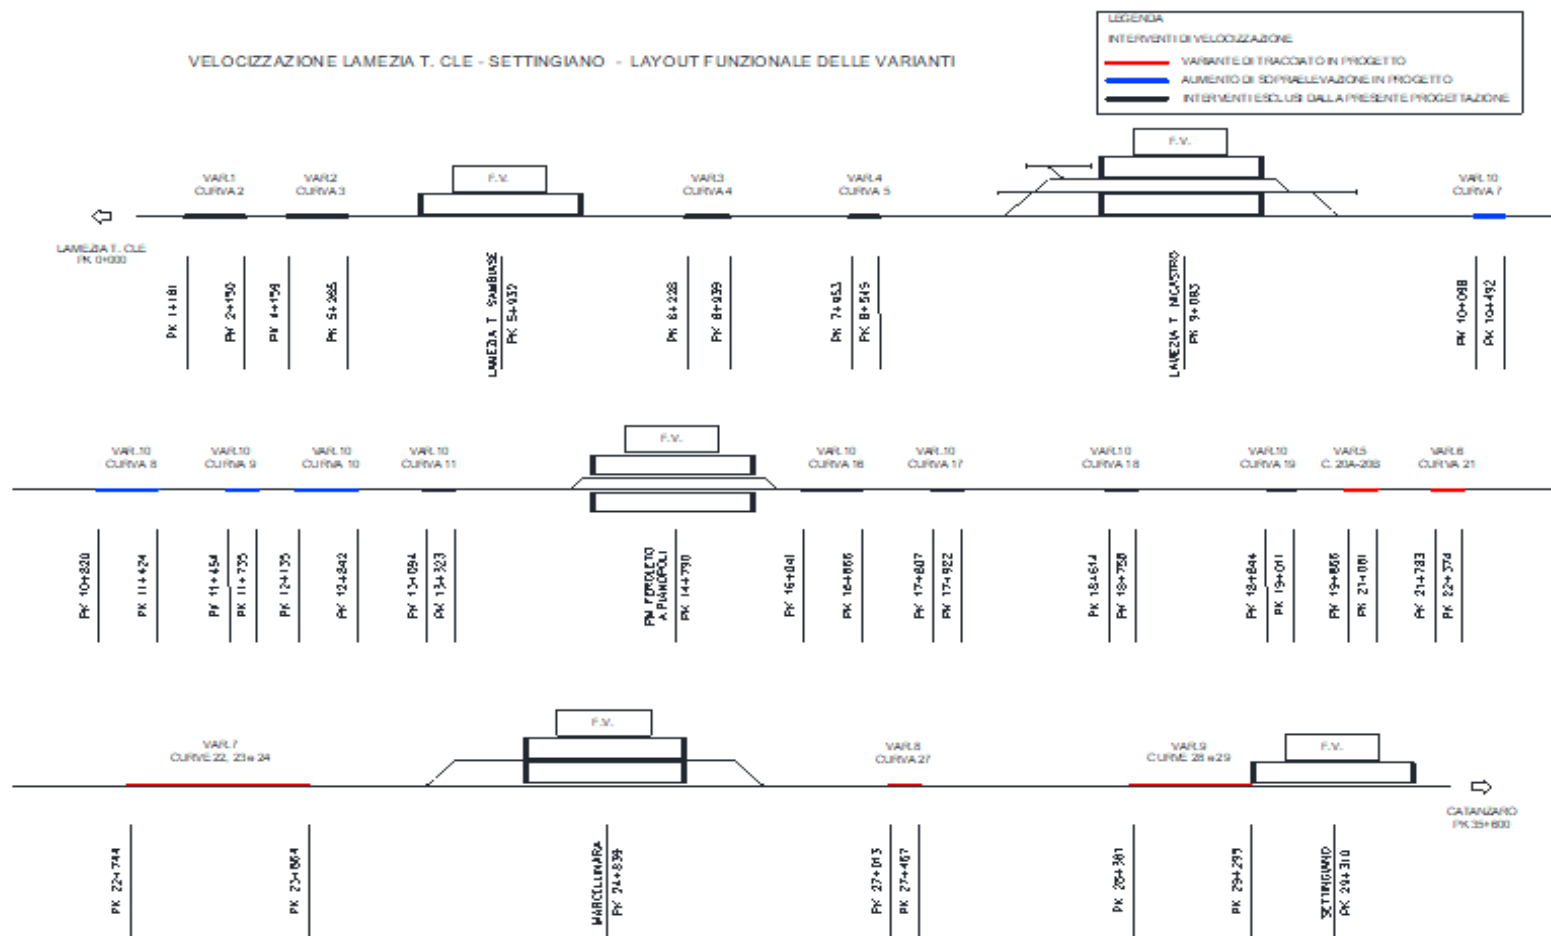 LEGENDA
INTERVENTI DI VELOCIZZAZIONE
VARIANTE DI TRACCIATO IN PROGETTO
AUMENTO DI SOPRAELEVAZIONE IN PROGETTO
INTERVENTI ESCLUSI DALLA PRESENTE PROGETTAZIONE
VELOCIZZAZIONE LAMEZIA T. CLE - SETTINGIANO - LAYOUT FUNZIONALE DELLE VARIANTI
VAR.1
CURVA 2
VAR.2
CURVA 3
F.V.
VAR.3
CURVA 4
VAR.4
CURVA 5
F.V.
VAR.10
CURVA 7
LAMEZIA T. CLE
PK 0+000
PK 1+181
PK 2+150
PK 4+159
PK 5+265
LAMEZIA T. SAMBIASE
PK 5+932
PK 6+228
PK 6+939
PK 7+953
PK 8+545
LAMEZIA T. NICASTRO
PK 9+083
PK 10+098
PK 10+492
VAR.10
CURVA 8
VAR.10
CURVA 9
VAR.10
CURVA 10
VAR.10
CURVA 11
F.V.
VAR.10
CURVA 16
VAR.10
CURVA 17
VAR.10
CURVA 18
VAR.10
CURVA 19
VAR.5
C. 20A-20B
VAR.6
CURVA 21
PK 10+820
PK 11+424
PK 11+454
PK 11+735
PK 12+135
PK 12+842
PK 13+094
PK 13+323
PM FEROLETO
A PIANOPOLI
PK 14+790
PK 16+041
PK 16+666
PK 17+607
PK 17+922
PK 18+614
PK 18+758
PK 18+844
PK 19+011
PK 19+866
PK 21+081
PK 21+783
PK 22+374
VAR.7
CURVE 22, 23 e 24
F.V.
VAR.8
CURVA 27
VAR.9
CURVE 28 e 29
F.V.
CATANZARO
PK 35+600
PK 22+744
PK 23+664
MARCELLINARA
PK 24+839
PK 27+013
PK 27+467
PK 28+381
PK 29+295
SETTINGIANO
PK 29+310